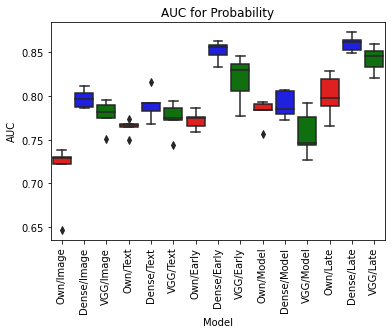 AUC for Probability
AUC
0.85
0.80
0.75
0.70
0.65
Own/Image
Dense/Image
VGG/Image
Own/Text
Dense/Text
VGG/Text
Own/Early
Dense/Early
VGG/Early
Own/Model
Dense/Model
VGG/Model
Own/Late
Dense/Late
VGG/Late
Model